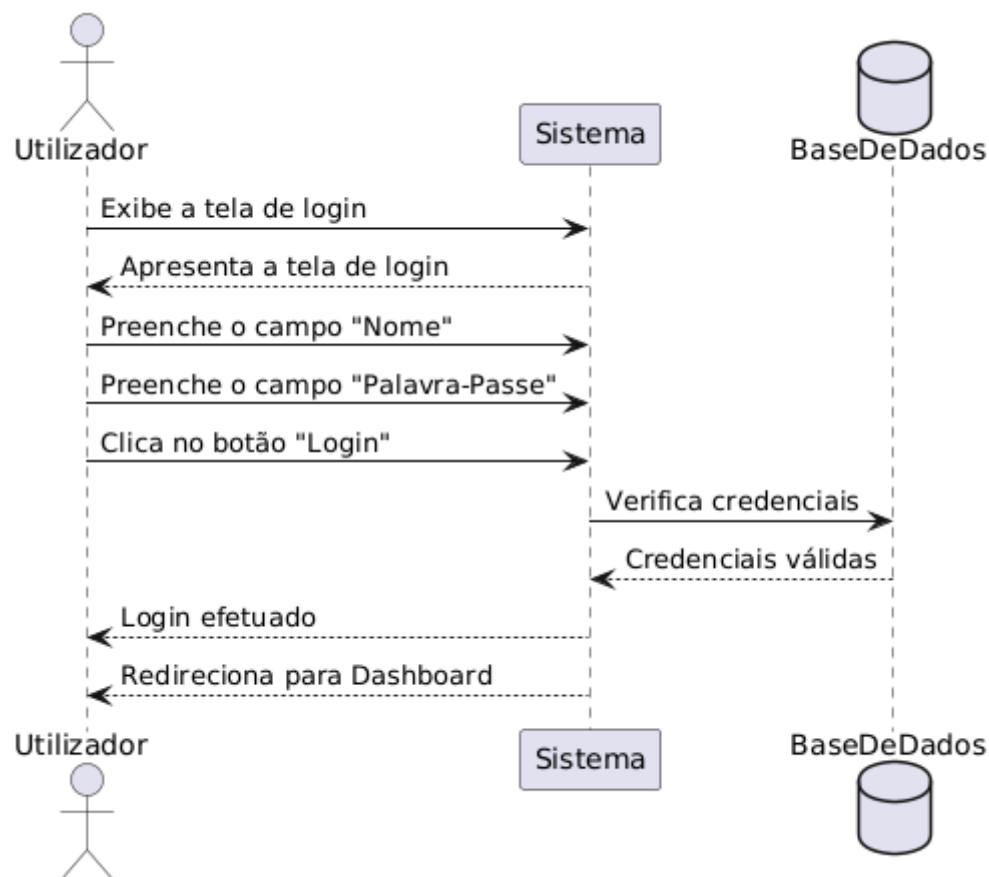 Utilizador
Sistema
BaseDeDados
Exibe a tela de login
Apresenta a tela de login
Preenche o campo "Nome"
Preenche o campo "Palavra-Passe"
Clica no botão "Login"
Verifica credenciais
Credenciais válidas
Login efetuado
Redireciona para Dashboard
Utilizador
Sistema
BaseDeDados